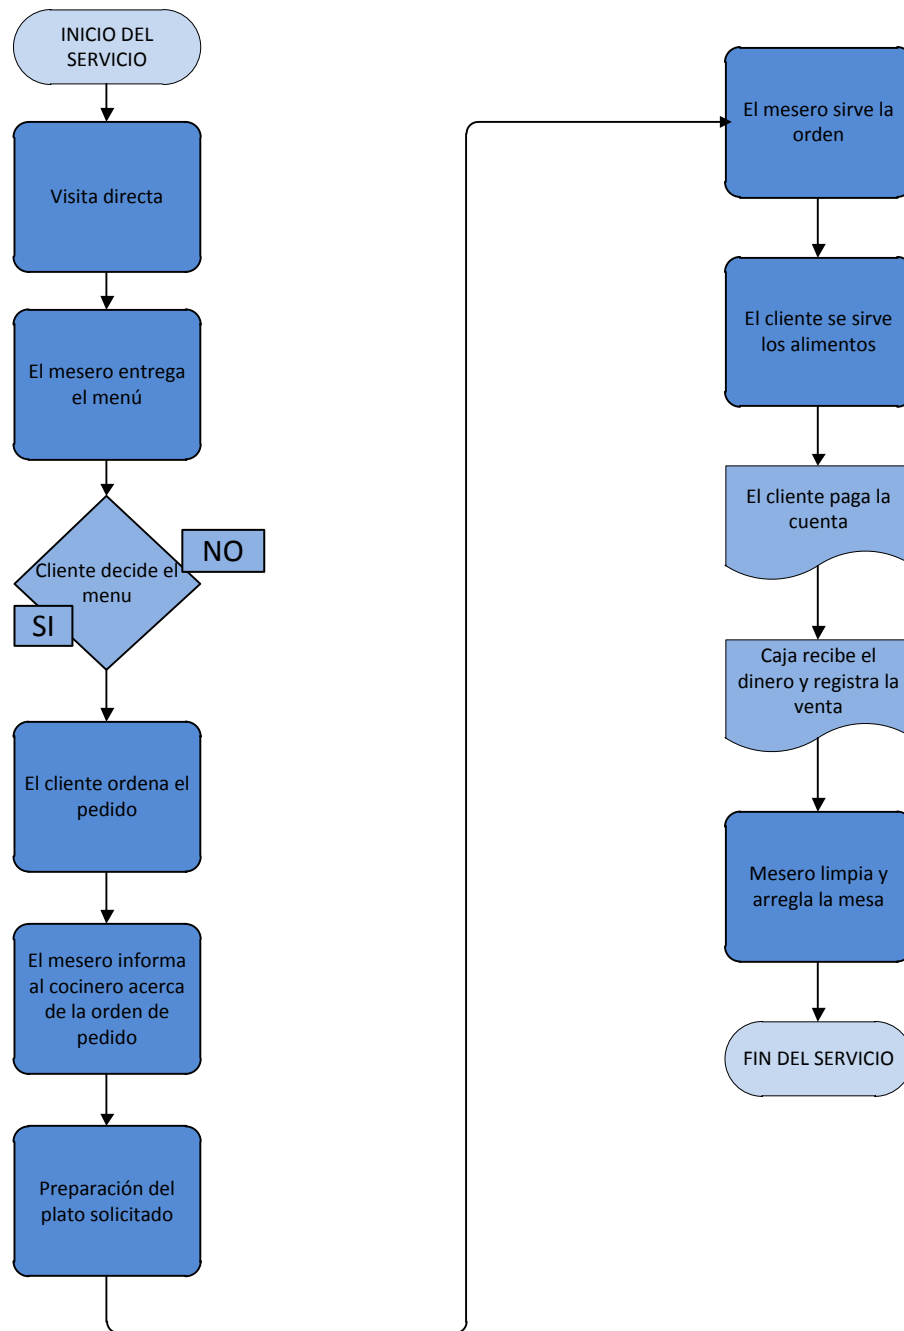 INICIO DEL
SERVICIO
Visita directa
El mesero entrega
el menú
NO
Cliente decide el
menu
SI
El cliente ordena el
pedido
El mesero informa
al cocinero acerca
de la orden de
pedido
Preparación del
plato solicitado
El mesero sirve la
orden
El cliente se sirve
los alimentos
El cliente paga la
cuenta
Caja recibe el
dinero y registra la
venta
Mesero limpia y
arregla la mesa
FIN DEL SERVICIO